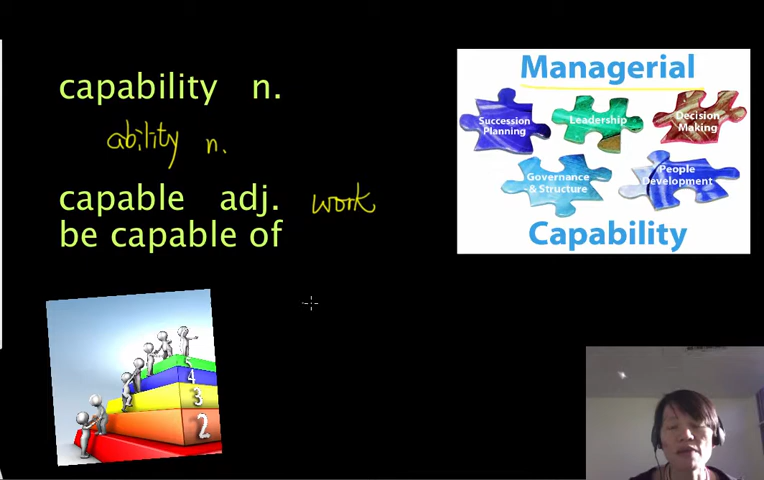 capability n.
ability n.
capable adj. work
be capable of
Managerial
Succession
Planning
Leadership
Decision
Making
Governance
& Structure
People
Development
Capability
5
4
3
2